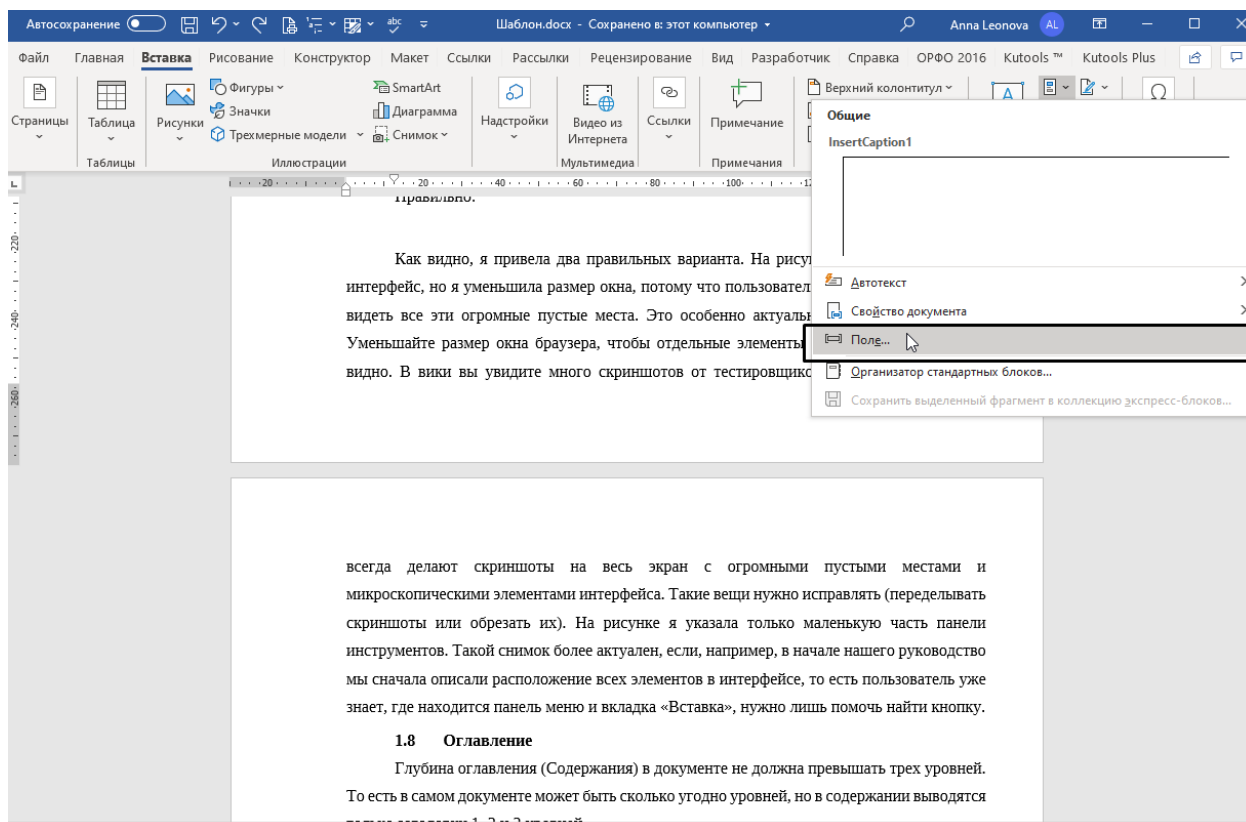 Автосохранение Шаблон.docx - Сохранено в: этот компьютер Anna Leonova AL
Файл Главная Вставка Рисование Конструктор Макет Ссылки Рассылки Рецензирование Вид Разработчик Справка ОРФО 2016 Kutools ™ Kutools Plus
Страницы
Таблица
Таблицы
Рисунки
Фигуры
Значки
Трехмерные модели
SmartArt
Диаграмма
Снимок
Иллюстрации
Надстройки
Видео из
Интернета
Мультимедиа
Ссылки
Примечание
Примечания
Верхний колонтитул
Общие
InsertCaption1
Автотекст
Свойство документа
Поле...
Организатор стандартных блоков...
Сохранить выделенный фрагмент в коллекцию экспресс-блоков...
20 20 40 60 80 100
220
240
260
Правильно:
Как видно, я привела два правильных варианта. На
интерфейс, но я уменьшила размер окна, потому что
видеть все эти огромные пустые места. Это особенно
Уменьшайте размер окна браузера, чтобы отдельные элементы
видно. В вики вы увидите много скриншотов от
всегда делают скриншоты на весь экран с огромными пустыми местами и
микроскопическими элементами интерфейса. Такие вещи нужно исправлять (переделывать
скриншоты или обрезать их). На рисунке я указала только маленькую часть панели
инструментов. Такой снимок более актуален, если, например, в начале нашего руководство
мы сначала описали расположение всех элементов в интерфейсе, то есть пользователь уже
знает, где находится панель меню и вкладка «Вставка», нужно лишь помочь найти кнопку.
1.8 Оглавление
Глубина оглавления (Содержания) в документе не должна превышать трех уровней.
То есть в самом документе может быть сколько угодно уровней, но в содержании выводятся